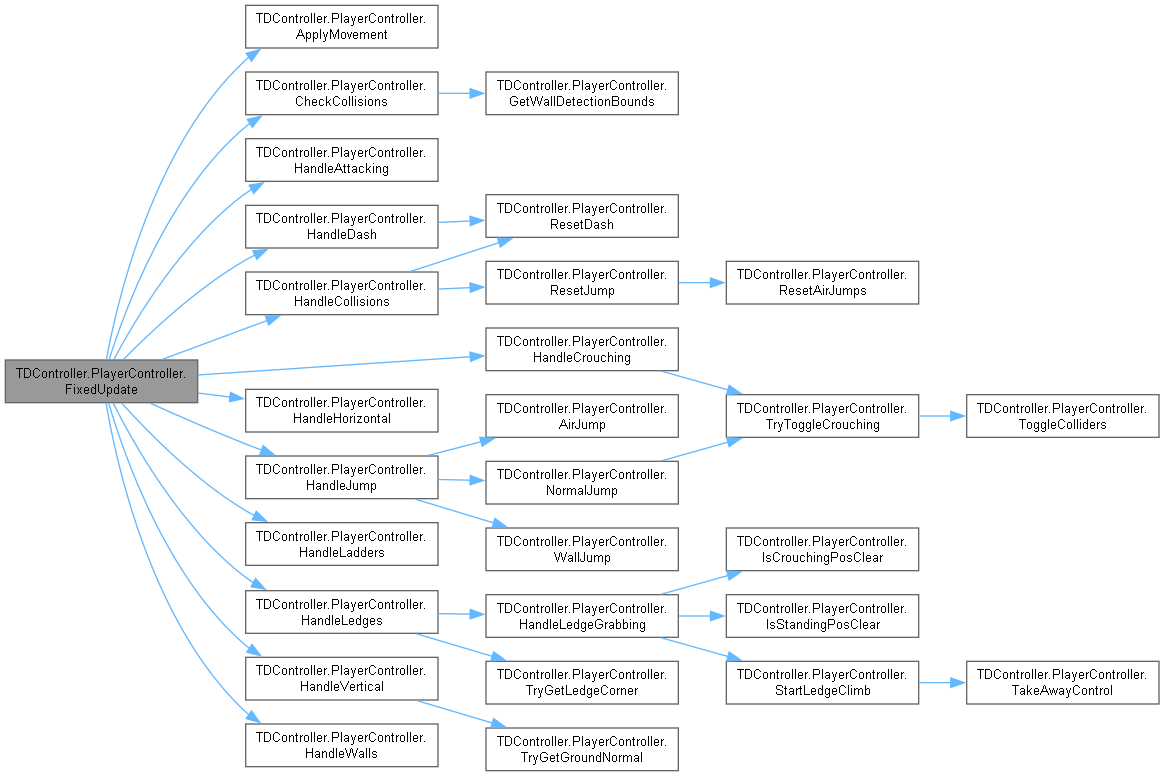 TDController.PlayerController.
ApplyMovement
TDController.PlayerController.
CheckCollisions
TDController.PlayerController.
GetWallDetectionBounds
TDController.PlayerController.
HandleAttacking
TDController.PlayerController.
HandleDash
TDController.PlayerController.
ResetDash
TDController.PlayerController.
HandleCollisions
TDController.PlayerController.
ResetJump
TDController.PlayerController.
ResetAirJumps
TDController.PlayerController.
FixedUpdate
TDController.PlayerController.
HandleCrouching
TDController.PlayerController.
HandleHorizontal
TDController.PlayerController.
AirJump
TDController.PlayerController.
TryToggleCrouching
TDController.PlayerController.
ToggleColliders
TDController.PlayerController.
HandleJump
TDController.PlayerController.
NormalJump
TDController.PlayerController.
HandleLadders
TDController.PlayerController.
WallJump
TDController.PlayerController.
IsCrouchingPosClear
TDController.PlayerController.
HandleLedges
TDController.PlayerController.
HandleLedgeGrabbing
TDController.PlayerController.
IsStandingPosClear
TDController.PlayerController.
HandleVertical
TDController.PlayerController.
TryGetLedgeCorner
TDController.PlayerController.
StartLedgeClimb
TDController.PlayerController.
TakeAwayControl
TDController.PlayerController.
HandleWalls
TDController.PlayerController.
TryGetGroundNormal